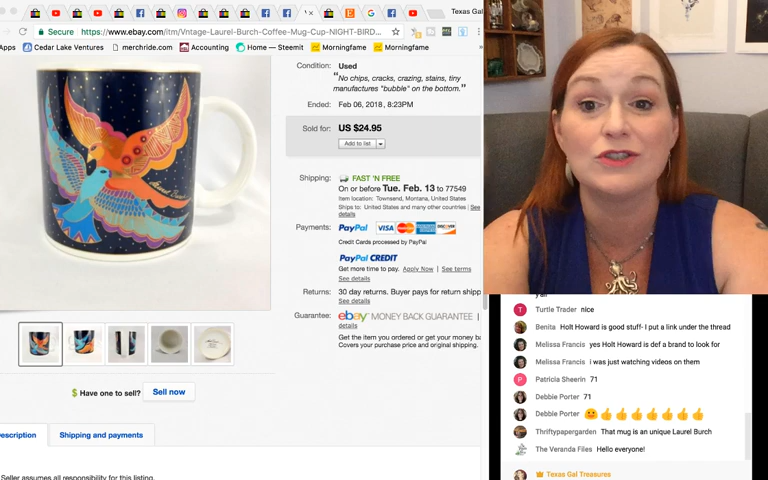 Texas Gal
Secure https://www.ebay.com/itm/Vntage-Laurel-Burch-Coffee-Mug-Cup-NIGHT-BIRD...
Apps Cedar Lake Ventures merchride.com Accounting Home — Steemit Morningfame Morningfame
Condition: Used
"No chips, cracks, crazing, stains, tiny
manufactures "bubble" on the bottom."
Ended: Feb 06, 2018 , 8:23PM
Sold for: US $24.95
Add to list
Shipping: FAST 'N FREE
On or before Tue. Feb. 13 to 77549
Item location: Townsend, Montana, United States
Ships to: United States and many other countries | See
details
Payments: PayPal VISA MasterCard DISCOVER
Credit Cards processed by PayPal
PayPal CREDIT
Get more time to pay. Apply Now | See terms
See details
Returns: 30 day returns. Buyer pays for return shipp
See details
Guarantee: ebay MONEY BACK GUARANTEE |
details
Get the item you ordered or get your mo
Covers your purchase price and original shipping.
Laurel Burch
$ Have one to sell? Sell now
escription Shipping and payments
Seller assumes all responsibility for this listing.
y'all
Turtle Trader nice
Benita Holt Howard is good stuff- I put a link under the thread
Melissa Francis yes Holt Howard is def a brand to look for
Melissa Francis i was just watching videos on them
Patricia Sheerin 71
Debbie Porter 71
Debbie Porter
Thriftypapergarden That mug is an unique Laurel Burch
The Veranda Files Hello everyone!
Texas Gal Treasures